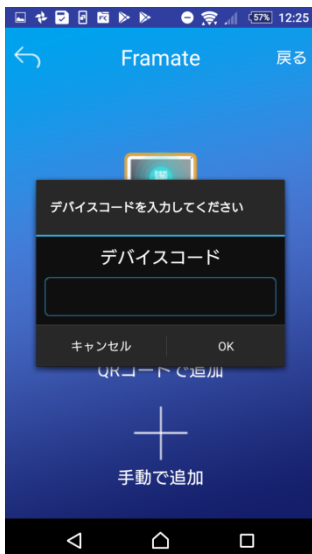 57% 12:25
Framate 戻る
デバイスコードを入力してください
デバイスコード
キャンセル OK
QRコードで追加
手動で追加